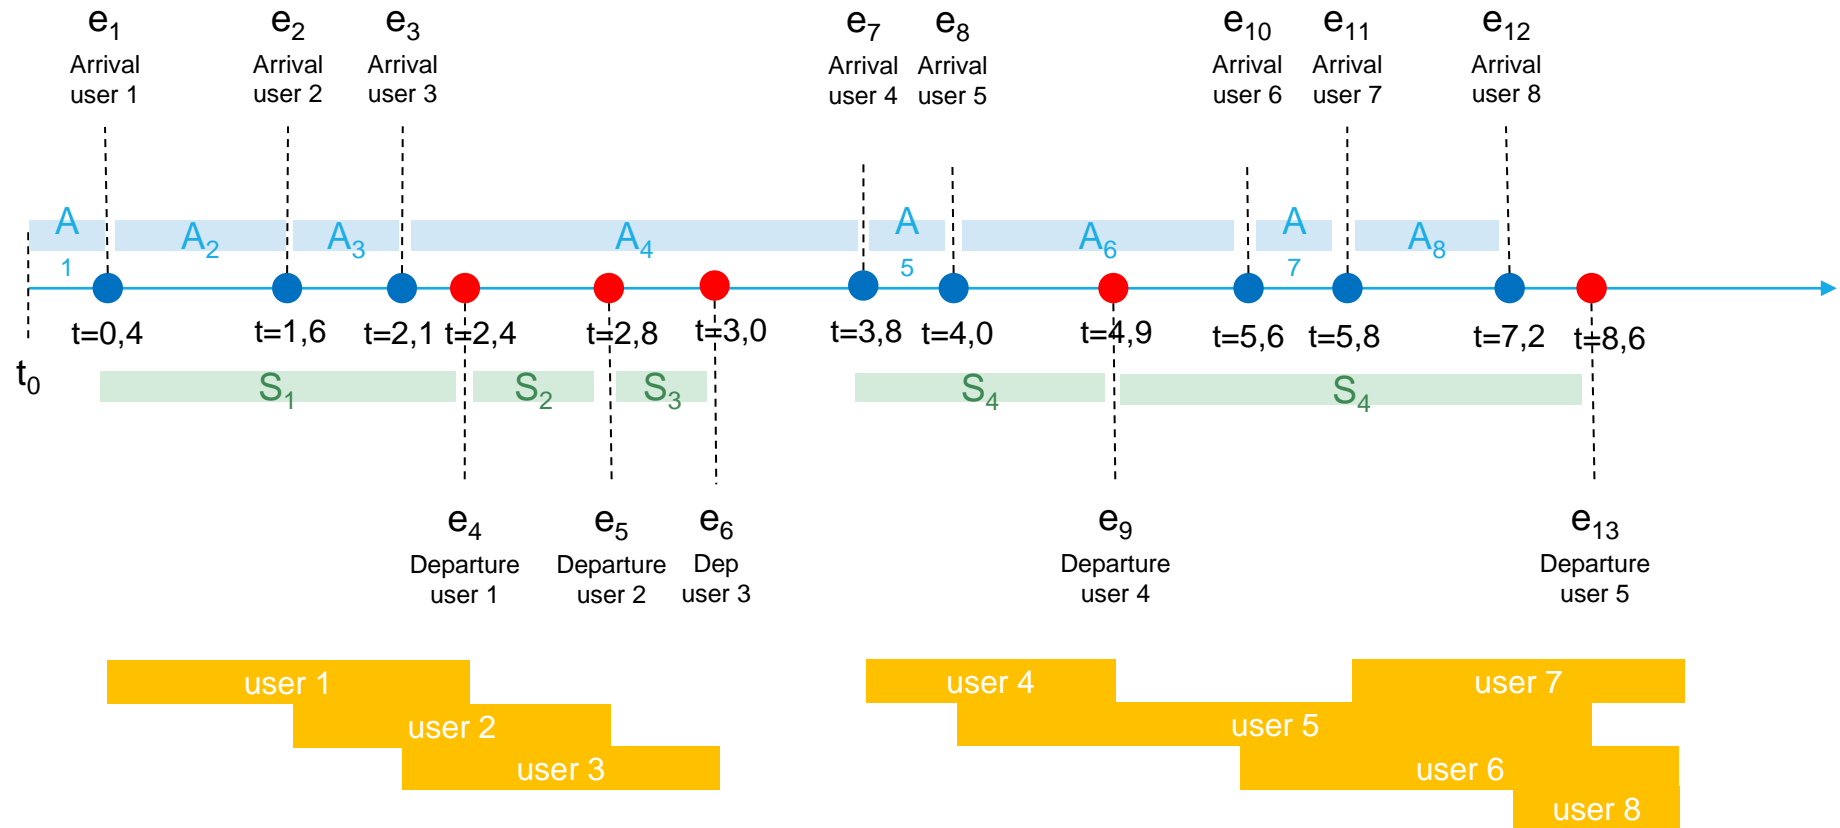 e1 e2 e3 e7 e8 e10 e11 e12
Arrival Arrival Arrival Arrival Arrival Arrival Arrival Arrival
user 1 user 2 user 3 user 4 user 5 user 6 user 7 user 8
A A2 A3 A4 A A6 A A8
1 5 7
t=0,4 t=1,6 t=2,1 t=2,4 t=2,8 t=3,0 t=3,8 t=4,0 t=4,9 t=5,6 t=5,8 t=7,2 t=8,6
t0 S1 S2 S3 S4 S4
e4 e5 e6 e9 e13
Departure Departure Dep Departure Departure
user 1 user 2 user 3 user 4 user 5
user 1 user 4 user 7
user 2 user 5
user 3 user 6
user 8